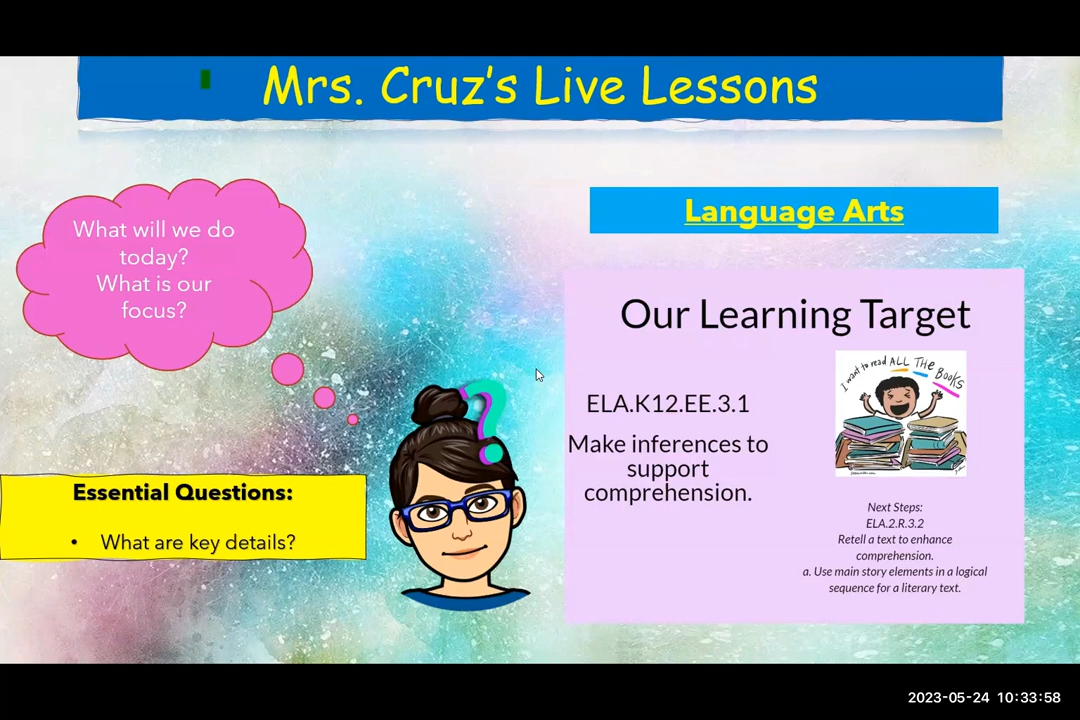 Mrs. Cruz's Live Lessons
What will we do
today?
What is our
focus?
Language Arts
Our Learning Target
I want to read ALL THE BOOKS
ELA.K12.EE.3.1
Make inferences to
support
comprehension.
Essential Questions:
• What are key details?
Next Steps:
ELA.2.R.3.2
Retell a text to enhance
comprehension.
a. Use main story elements in a logical
sequence for a literary text.
2023-05-24 10:33:58